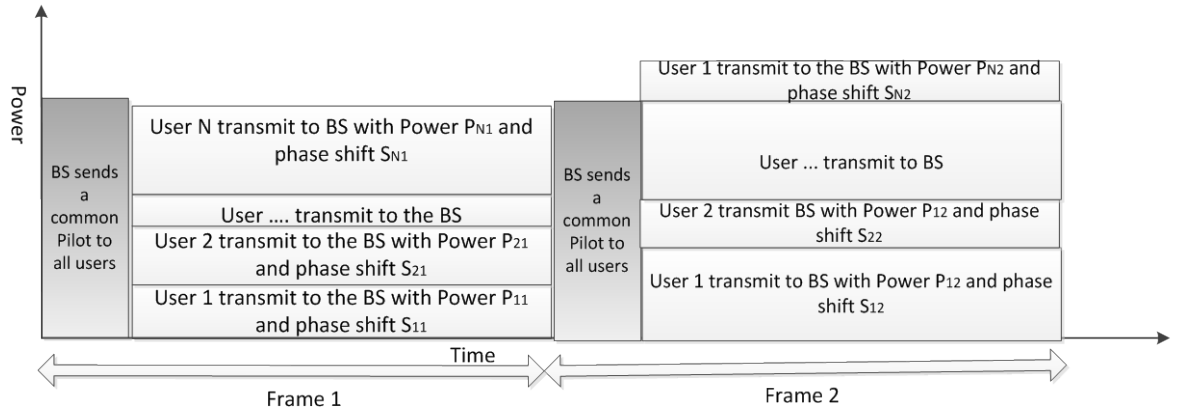 Power
BS sends
a
common
Pilot to
all users
User N transmit to BS with Power PN1 and
phase shift SN1
User .... transmit to the BS
User 2 transmit to the BS with Power P21
and phase shift S21
User 1 transmit to the BS with Power P11
and phase shift S11
BS sends
a
common
Pilot to
all users
User 1 transmit to the BS with Power PN2 and
phase shift SN2
User ... transmit to BS
User 2 transmit BS with Power P12 and phase
shift S22
User 1 transmit to BS with Power P12 and phase
shift S12
Time
Frame 1
Frame 2